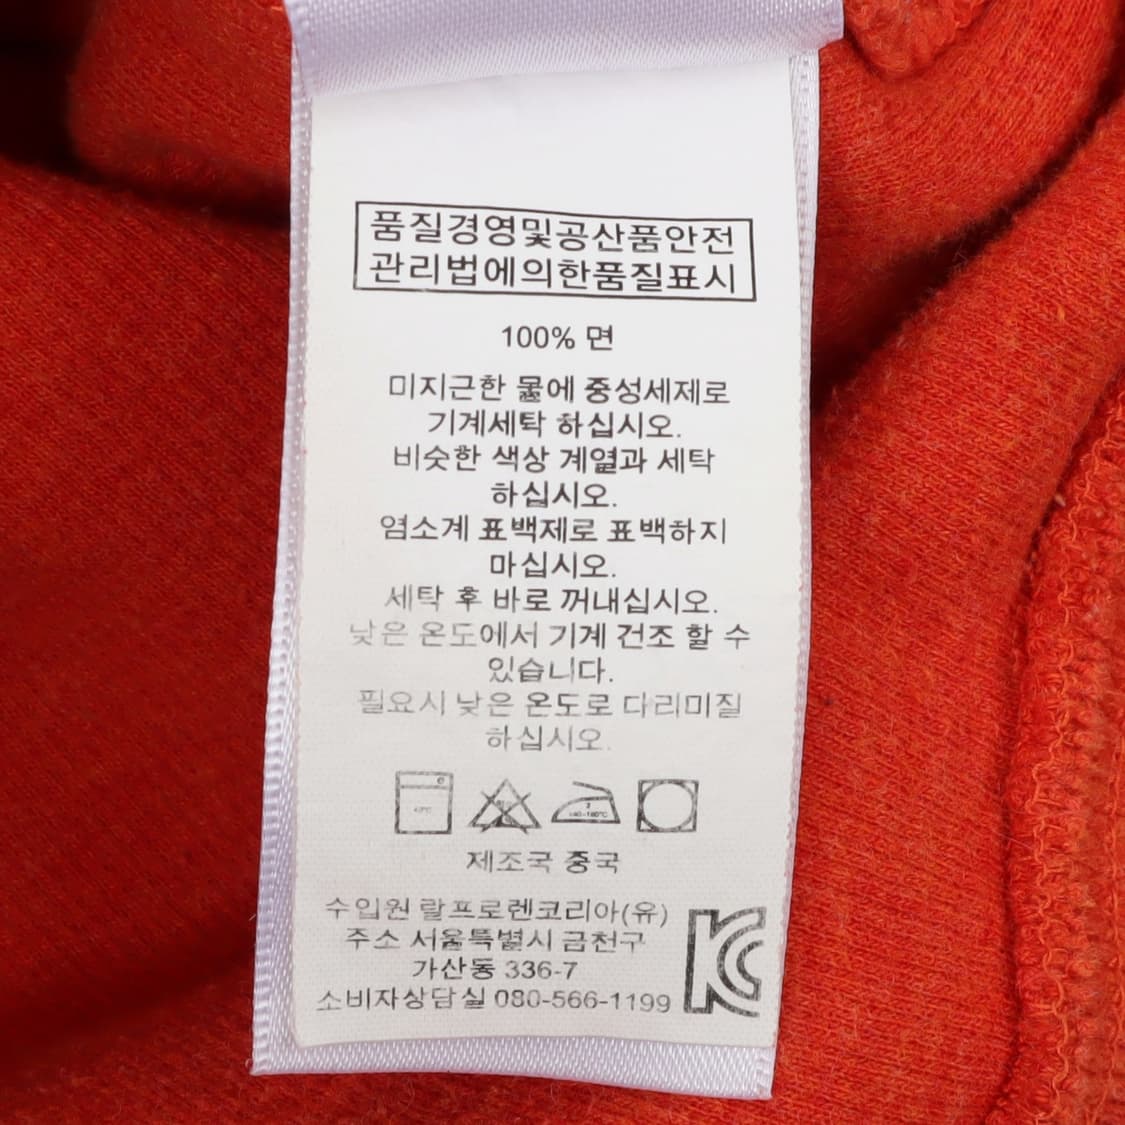 품질경영및공산품안전
관리법에의한품질표시
100% 면
미지근한 물에 중성세제로
기계세탁 하십시오.
비슷한 색상 계열과 세탁
하십시오.
염소계 표백제로 표백하지
마십시오.
세탁 후 바로 꺼내십시오.
낮은 온도에서 기계 건조 할 수
있습니다.
필요시 낮은 온도로 다리미질
하십시오.
제조국 중국
수입원 랄프로렌코리아(유)
주소 서울특별시 금천구
가산동 336-7
소비자상담실 080-566-1199
KC